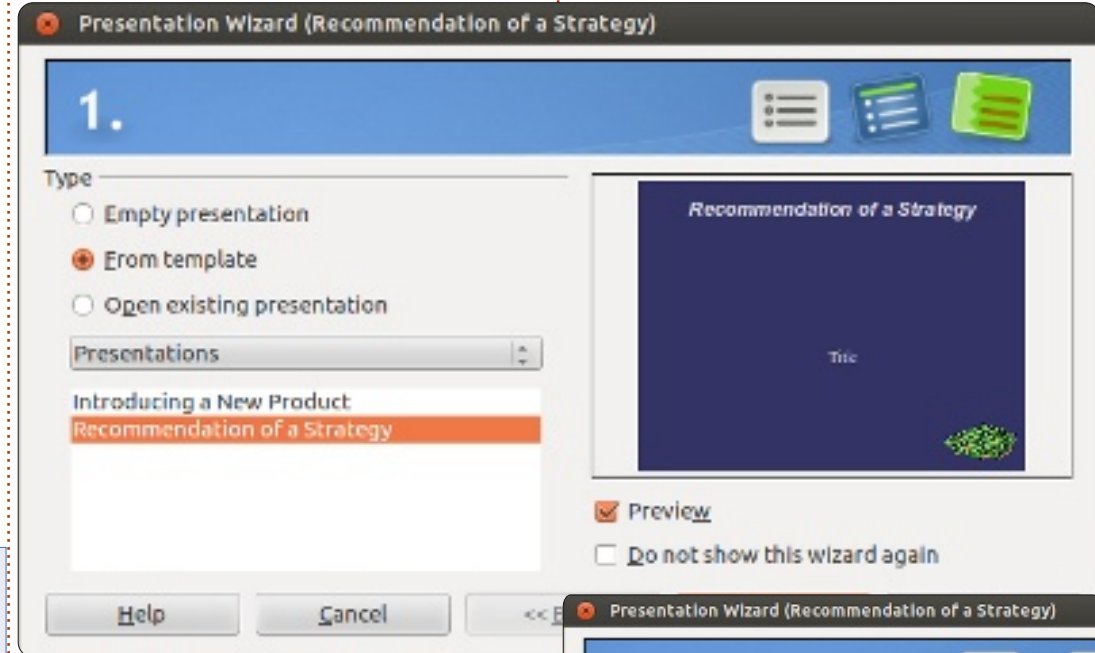 Presentation Wizard (Recommendation of a Strategy)
1.
Type
Empty presentation
From template
Open existing presentation
Presentations
Introducing a New Product
Recommendation of a Strategy
Recommendation of a Strategy
Title
Preview
Do not show this wizard again
Help
Cancel
<<
Presentation Wizard (Recommendation of a Strategy)